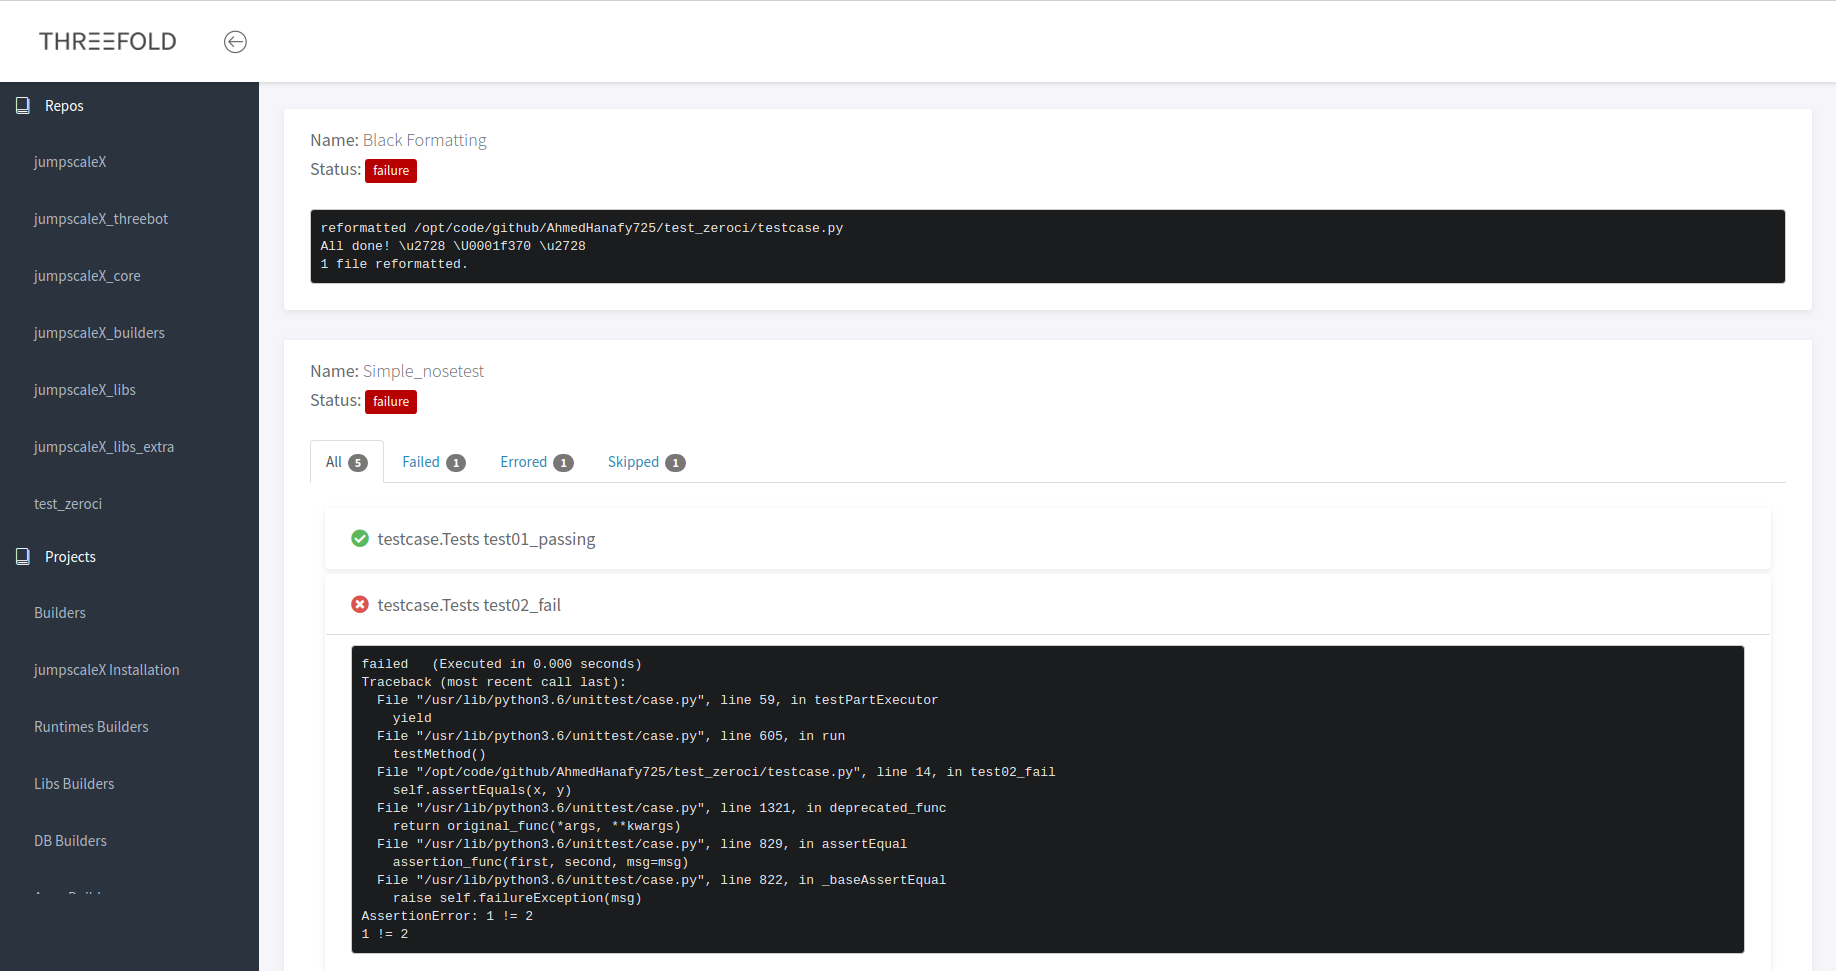 THREEFOLD
Repos
jumpscaleX
jumpscaleX_threebot
jumpscaleX_core
jumpscaleX_builders
jumpscaleX_libs
jumpscaleX_libs_extra
test_zeroci
Projects
Builders
jumpscaleX Installation
Runtimes Builders
Libs Builders
DB Builders
Name: Black Formatting
Status: failure
reformatted /opt/code/github/AhmedHanafy725/test_zeroci/testcase.py
All done! \u2728 \U0001f370 \u2728
1 file reformatted.
Name: Simple_nosetest
Status: failure
All 5 Failed 1 Errored 1 Skipped 1
testcase.Tests test01_passing
testcase.Tests test02_fail
failed   (Executed in 0.000 seconds)
Traceback (most recent call last):
  File "/usr/lib/python3.6/unittest/case.py", line 59, in testPartExecutor
    yield
  File "/usr/lib/python3.6/unittest/case.py", line 605, in run
    testMethod()
  File "/opt/code/github/AhmedHanafy725/test_zeroci/testcase.py", line 14, in test02_fail
    self.assertEquals(x, y)
  File "/usr/lib/python3.6/unittest/case.py", line 1321, in deprecated_func
    return original_func(*args, **kwargs)
  File "/usr/lib/python3.6/unittest/case.py", line 829, in assertEqual
    assertion_func(first, second, msg=msg)
  File "/usr/lib/python3.6/unittest/case.py", line 822, in _baseAssertEqual
    raise self.failureException(msg)
AssertionError: 1 != 2
1 != 2